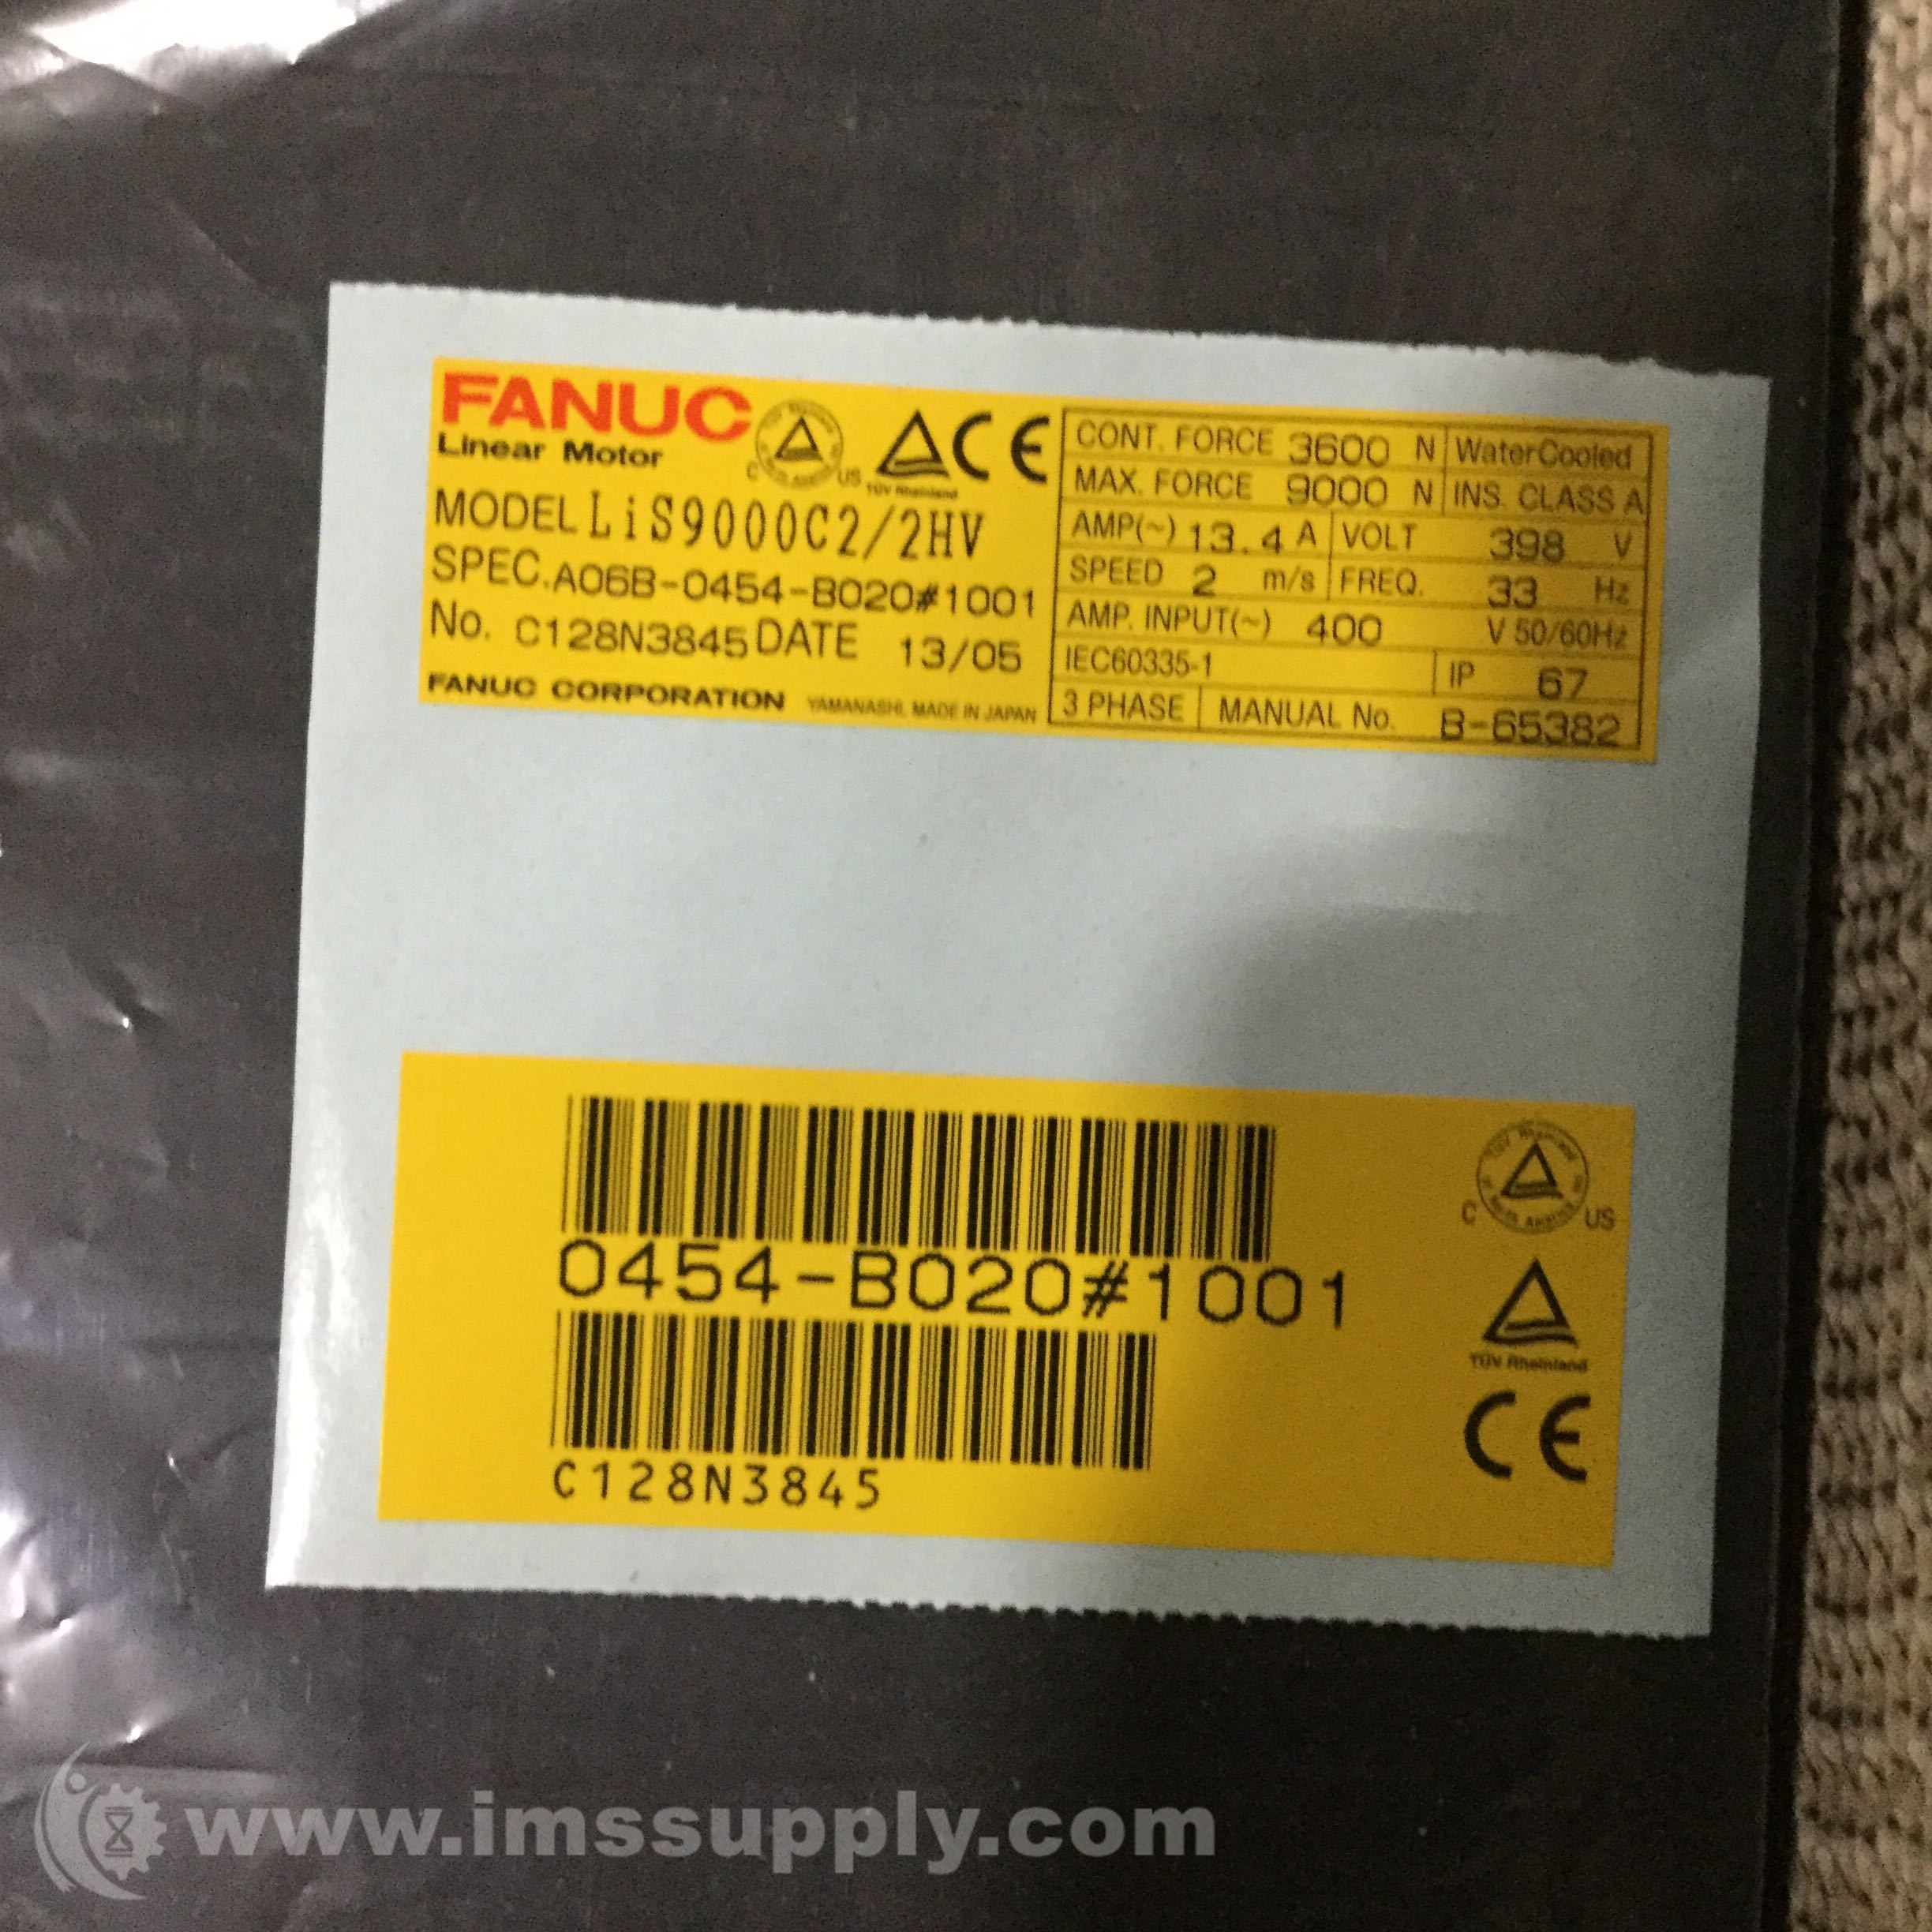 FANUC
Linear Motor
C US
TÜV Rheinland
CE
MODEL LiS9000C2/2HV
SPEC. A06B-0454-B020#1001
No. C128N3845 DATE 13/05
FANUC CORPORATION YAMANASHI, MADE IN JAPAN
CONT. FORCE 3600 N WaterCooled
MAX. FORCE 9000 N INS. CLASS A
AMP(~) 13.4 A VOLT 398 V
SPEED 2 m/s FREQ. 33 Hz
AMP. INPUT(~) 400 V 50/60Hz
IEC60335-1 IP 67
3 PHASE MANUAL No. B-65382
0454-B020#1001
C128N3845
TÜV Rheinland
C US
TÜV Rheinland
CE
www.imssupply.com